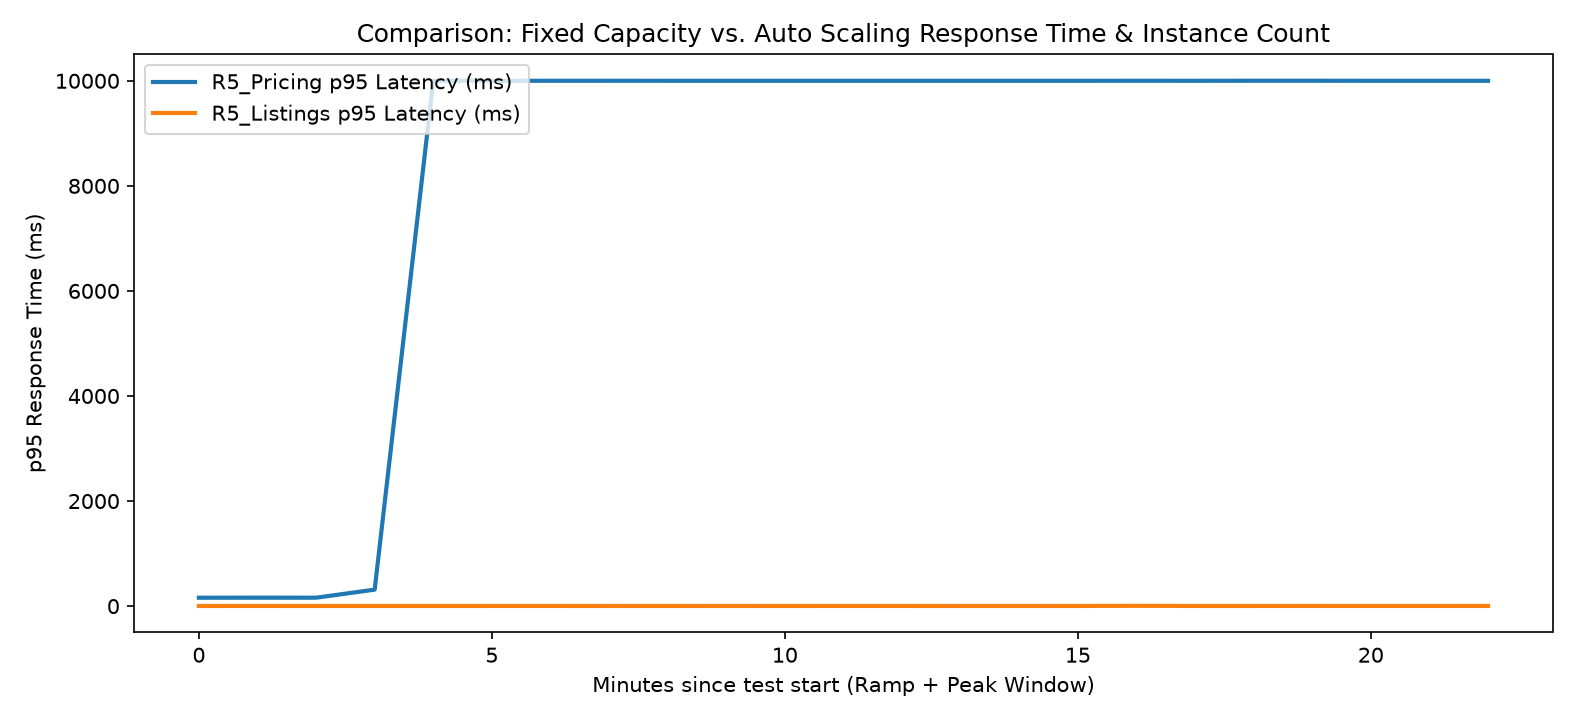 Comparison: Fixed Capacity vs. Auto Scaling Response Time & Instance Count
R5_Pricing p95 Latency (ms)
R5_Listings p95 Latency (ms)
p95 Response Time (ms)
10000
8000
6000
4000
2000
0
0 5 10 15 20
Minutes since test start (Ramp + Peak Window)